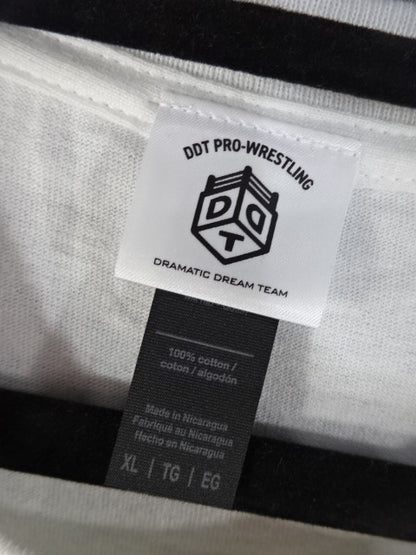 DDT PRO-WRESTLING
D D
T
DRAMATIC DREAM TEAM
100% cotton /
coton / algodón
Made in Nicaragua
Fabriqué au Nicaragua
Hecho en Nicaragua
XL | TG | EG